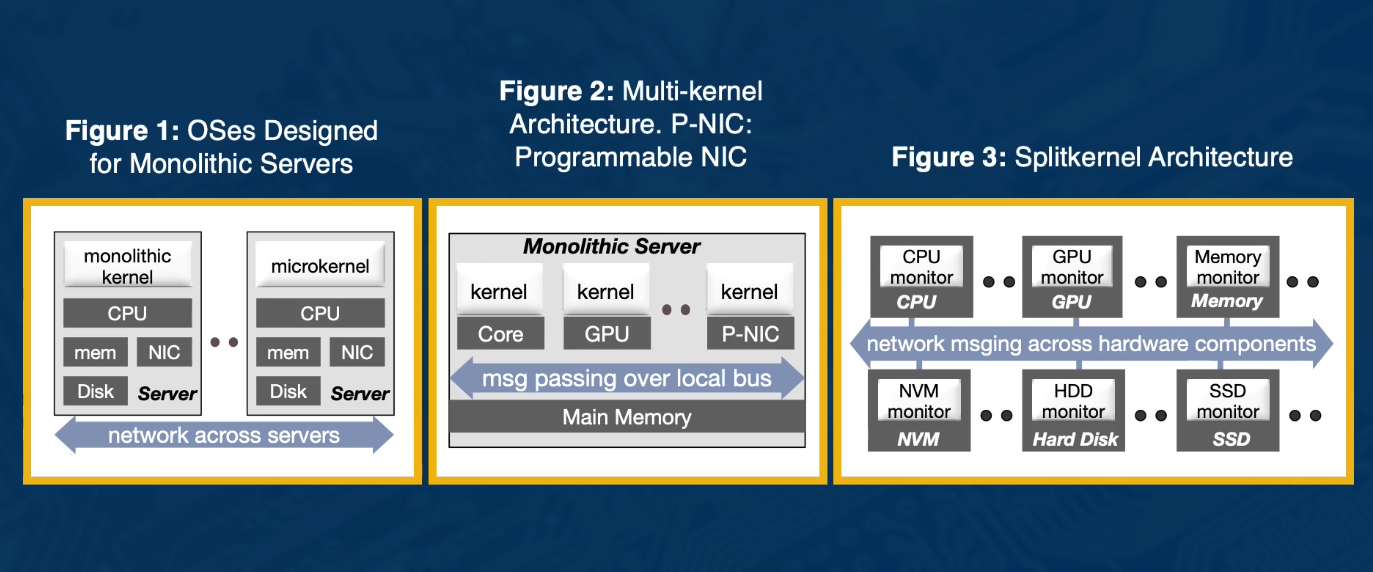 Figure 1: OSes Designed
for Monolithic Servers
monolithic
kernel
CPU
mem
NIC
Disk
Server
microkernel
CPU
mem
NIC
Disk
Server
network across servers
Figure 2: Multi-kernel
Architecture. P-NIC:
Programmable NIC
Monolithic Server
kernel
Core
kernel
GPU
kernel
P-NIC
msg passing over local bus
Main Memory
Figure 3: Splitkernel Architecture
CPU
monitor
CPU
GPU
monitor
GPU
Memory
monitor
Memory
network msging across hardware components
NVM
monitor
NVM
HDD
monitor
Hard Disk
SSD
monitor
SSD